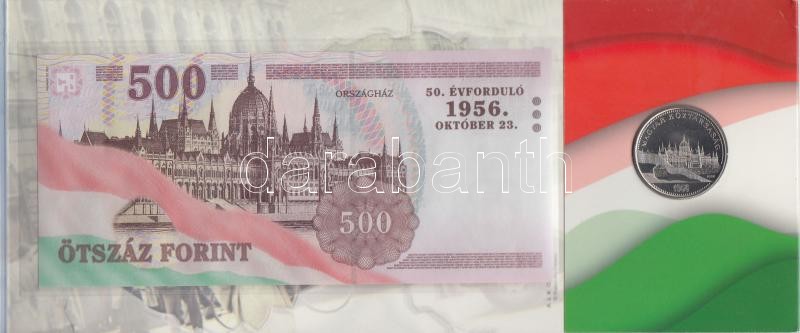 500
ORSZÁGHÁZ
50. ÉVFORDULÓ
1956.
OKTÓBER 23.
darabanth
500
ÖTSZÁZ FORINT
MAGYAR KÖZTÁRSASÁG